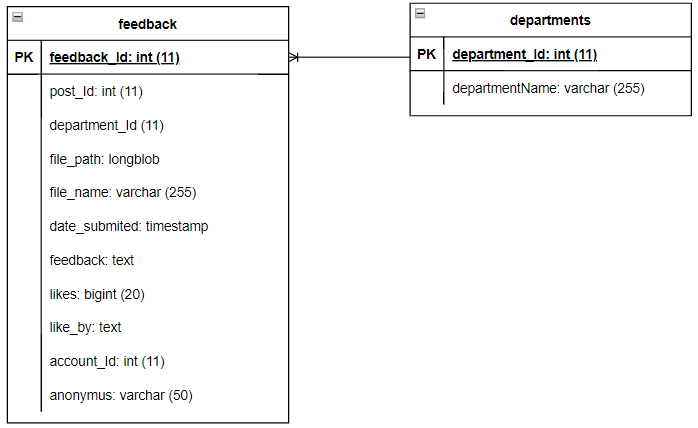 feedback
PK feedback_Id: int (11)
post_Id: int (11)
department_Id (11)
file_path: longblob
file_name: varchar (255)
date_submited: timestamp
feedback: text
likes: bigint (20)
like_by: text
account_Id: int (11)
anonymus: varchar (50)
departments
PK department_Id: int (11)
departmentName: varchar (255)